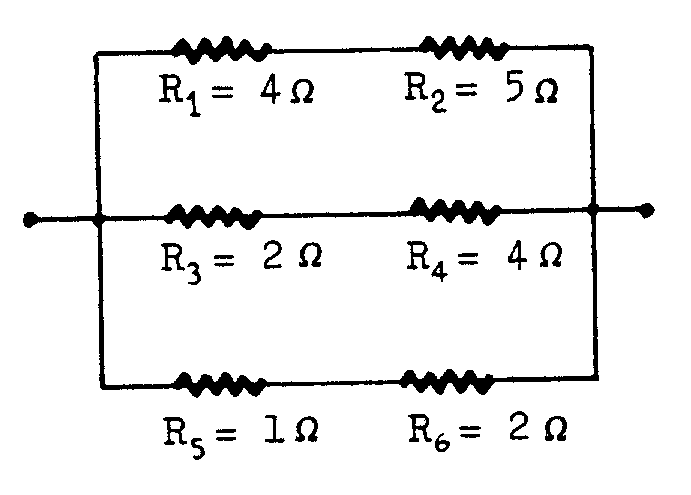 R₁ = 4 Ω R₂ = 5 Ω
R₃ = 2 Ω R₄ = 4 Ω
R₅ = 1 Ω R₆ = 2 Ω